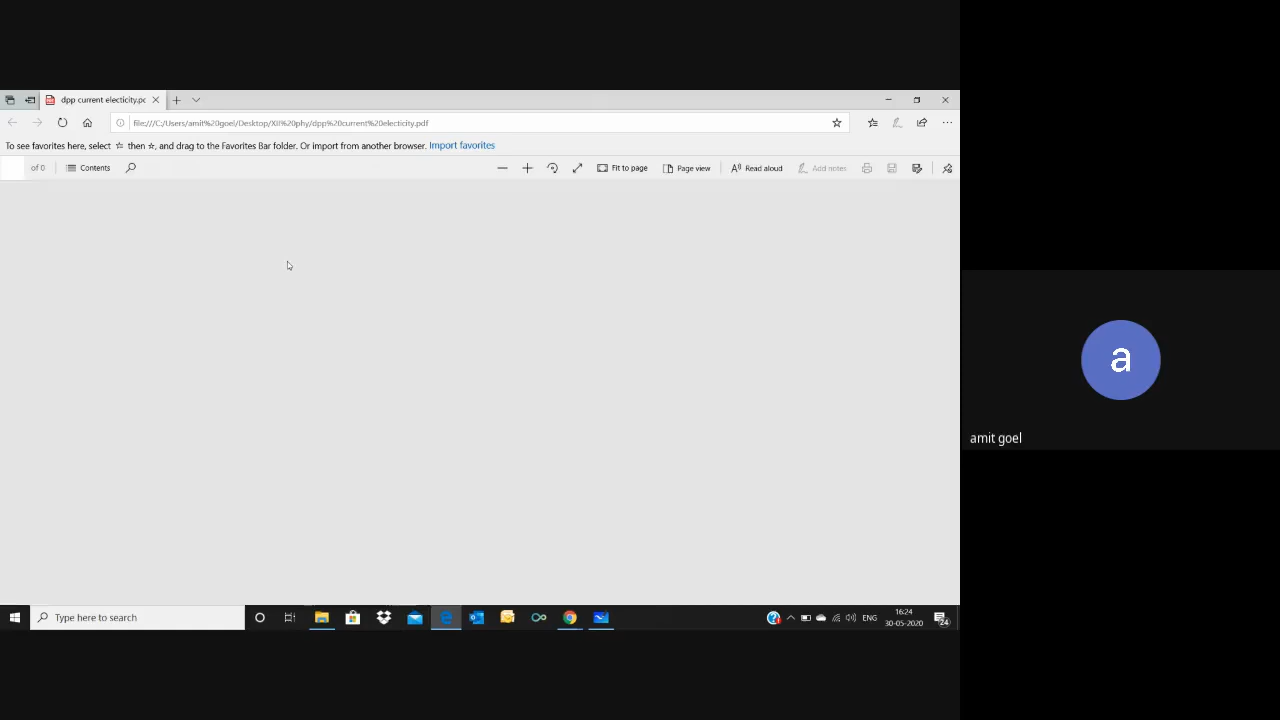 dpp current electicity.pc
file:///C:/Users/amit%20goel/Desktop/XII%20phy/dpp%20current%20electicity.pdf
To see favorites here, select ☆ then ☆, and drag to the Favorites Bar folder. Or import from another browser. Import favorites
of 0 Contents Fit to page Page view Read aloud Add notes
a
amit goel
Type here to search
ENG
16:24
30-05-2020
24